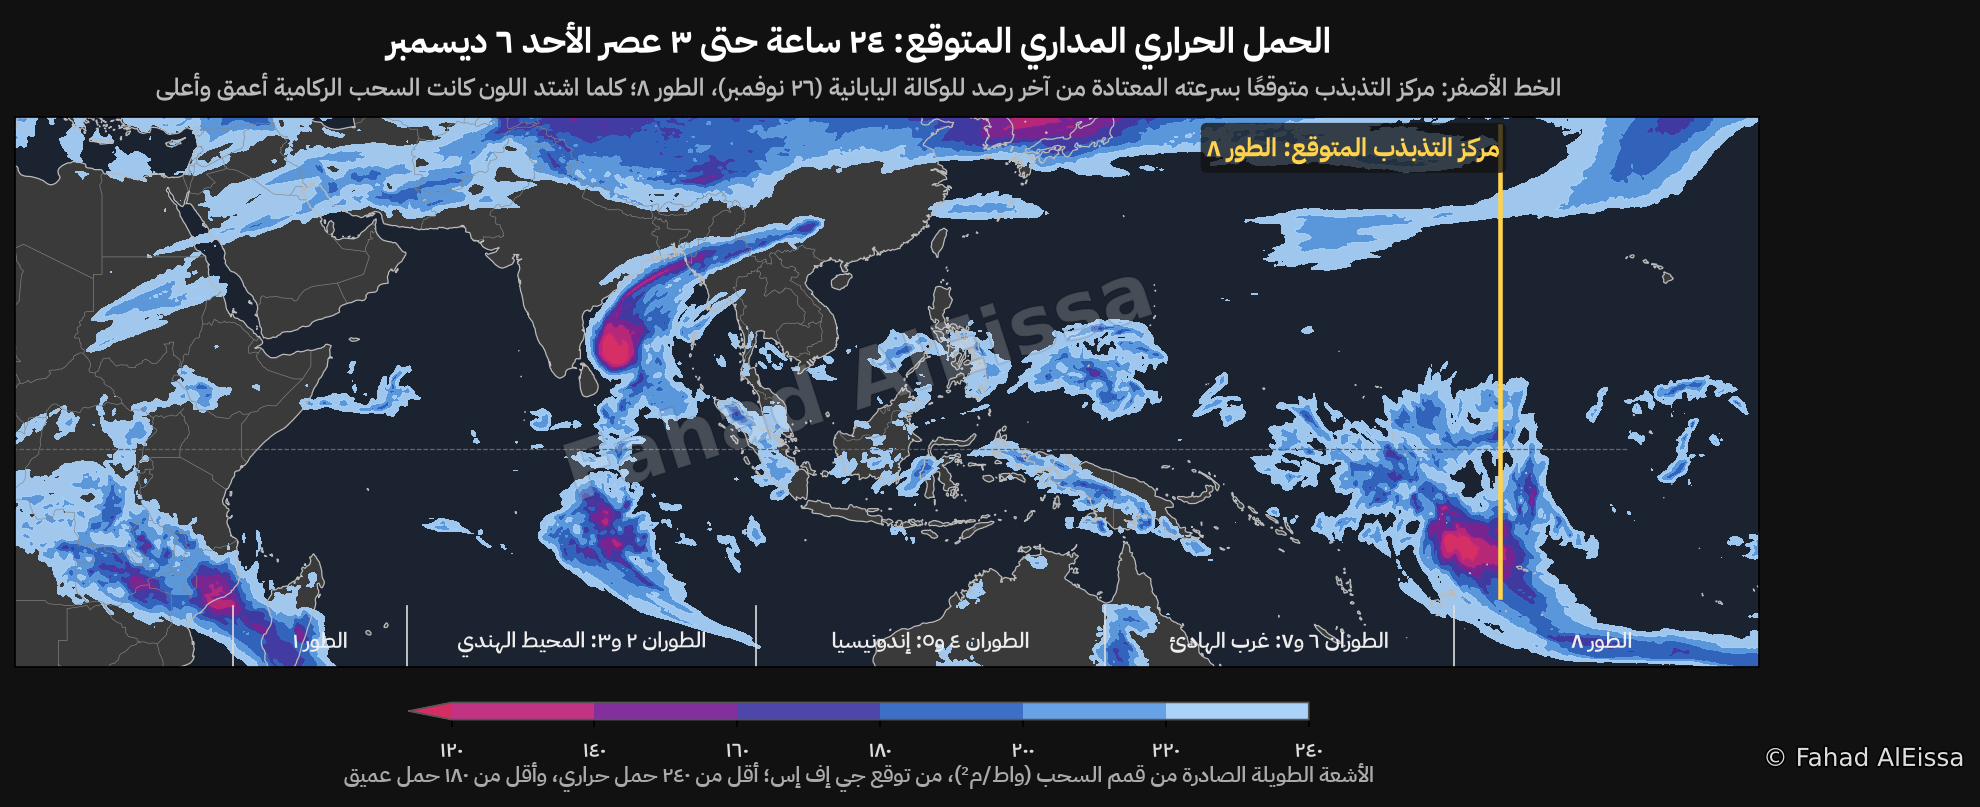 الحمل الحراري المداري المتوقع: ٢٤ ساعة حتى ٣ عصر الأحد ٦ ديسمبر
الخط الأصفر: مركز التذبذب متوقعًا بسرعته المعتادة من آخر رصد للوكالة اليابانية (٢٦ نوفمبر)، الطور ٨؛ كلما اشتد اللون كانت السحب الركامية أعمق وأعلى
مركز التذبذب المتوقع: الطور ٨
Fahad AlEissa
الطور ١
الطوران ٢ و٣: المحيط الهندي
الطوران ٤ و٥: إندونيسيا
الطوران ٦ و٧: غرب الهادئ
الطور ٨
١٢٠ ١٤٠ ١٦٠ ١٨٠ ٢٠٠ ٢٢٠ ٢٤٠
الأشعة الطويلة الصادرة من قمم السحب (واط/م²)، من توقع جي إف إس؛ أقل من ٢٤٠ حمل حراري، وأقل من ١٨٠ حمل عميق
© Fahad AlEissa